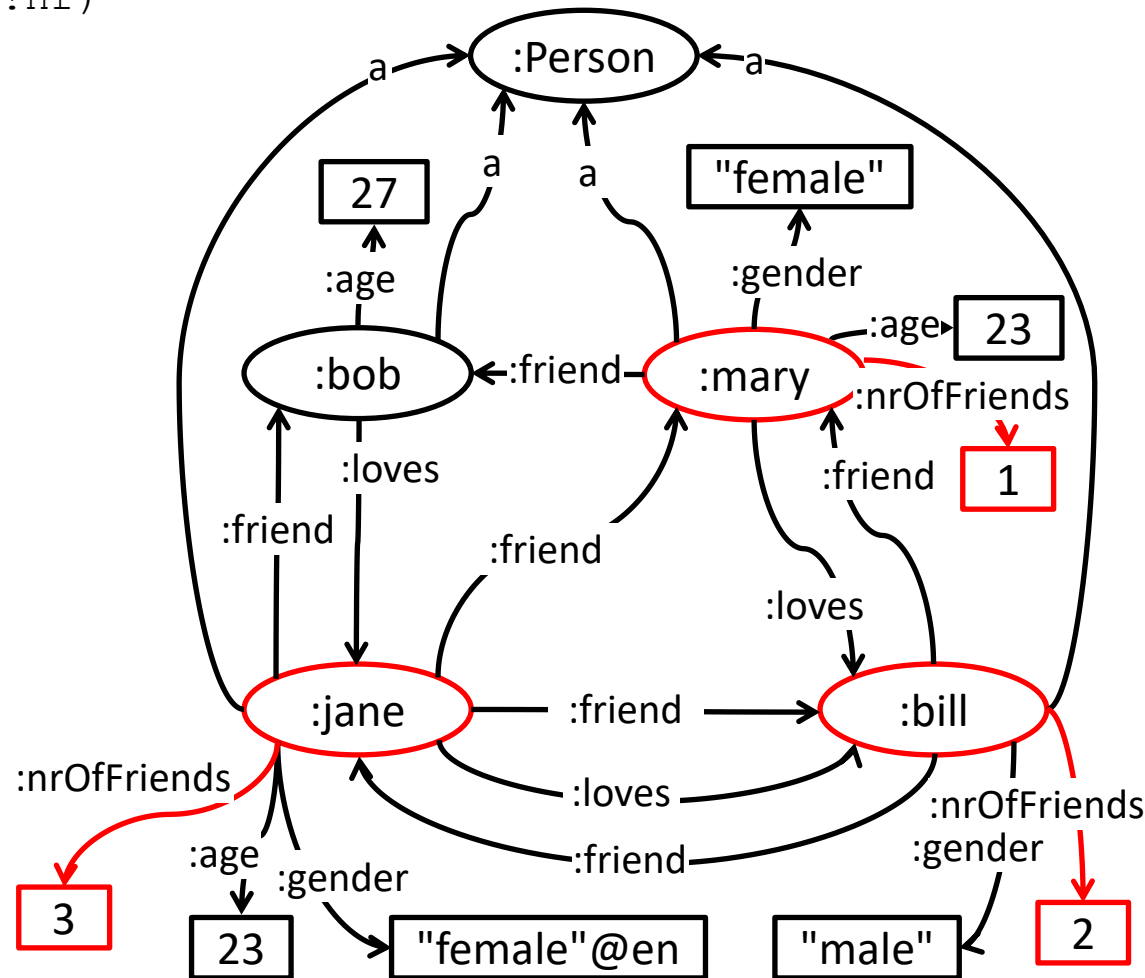 :nf)
:Person
a
a
a
a
"female"
27
:gender
:age
:age
23
:bob
:friend
:mary
:nrOfFriends
:loves
:friend
1
:friend
:friend
:loves
:jane
:friend
:bill
:nrOfFriends
:loves
:nrOfFriends
:age
:friend
:gender
:gender
3
23
"female"@en
"male"
2